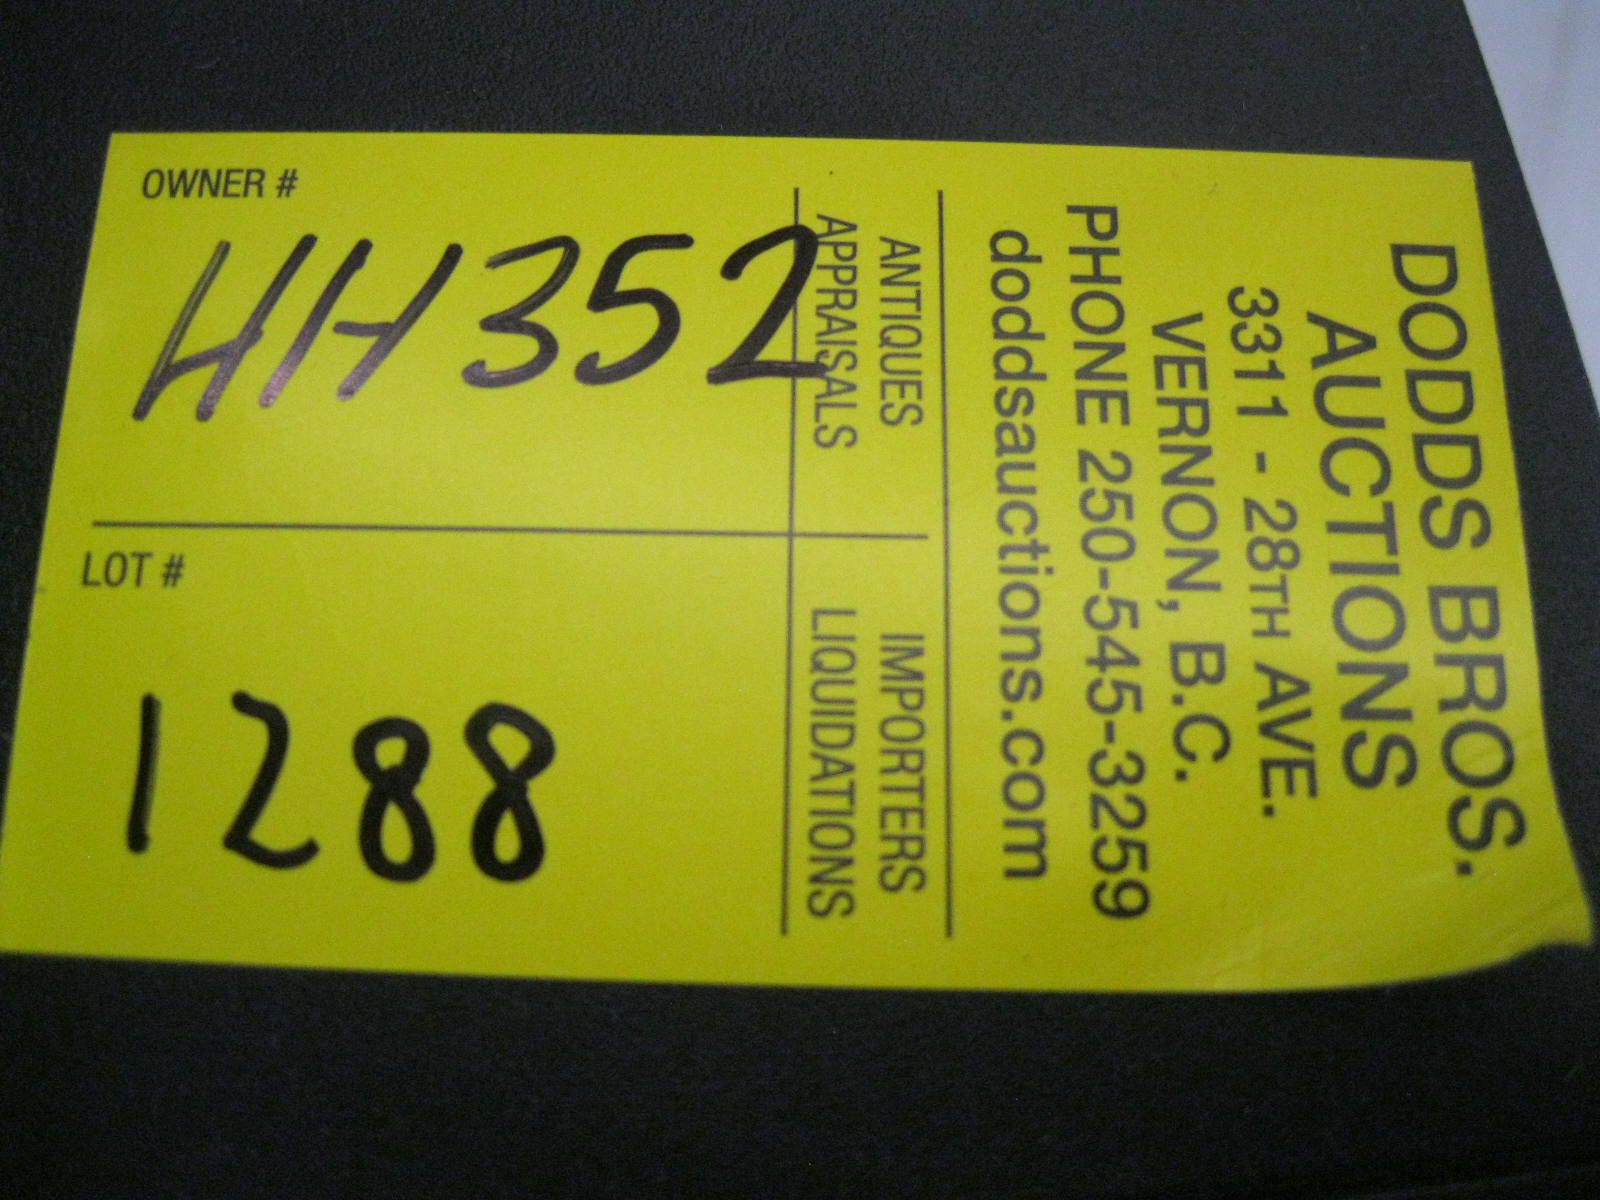 OWNER #
HH352
LOT #
1288
DODDS BROS.
AUCTIONS
3311 - 28TH AVE.
VERNON, B.C.
PHONE 250-545-3259
doddsauctions.com
ANTIQUES IMPORTERS
APPRAISALS LIQUIDATIONS